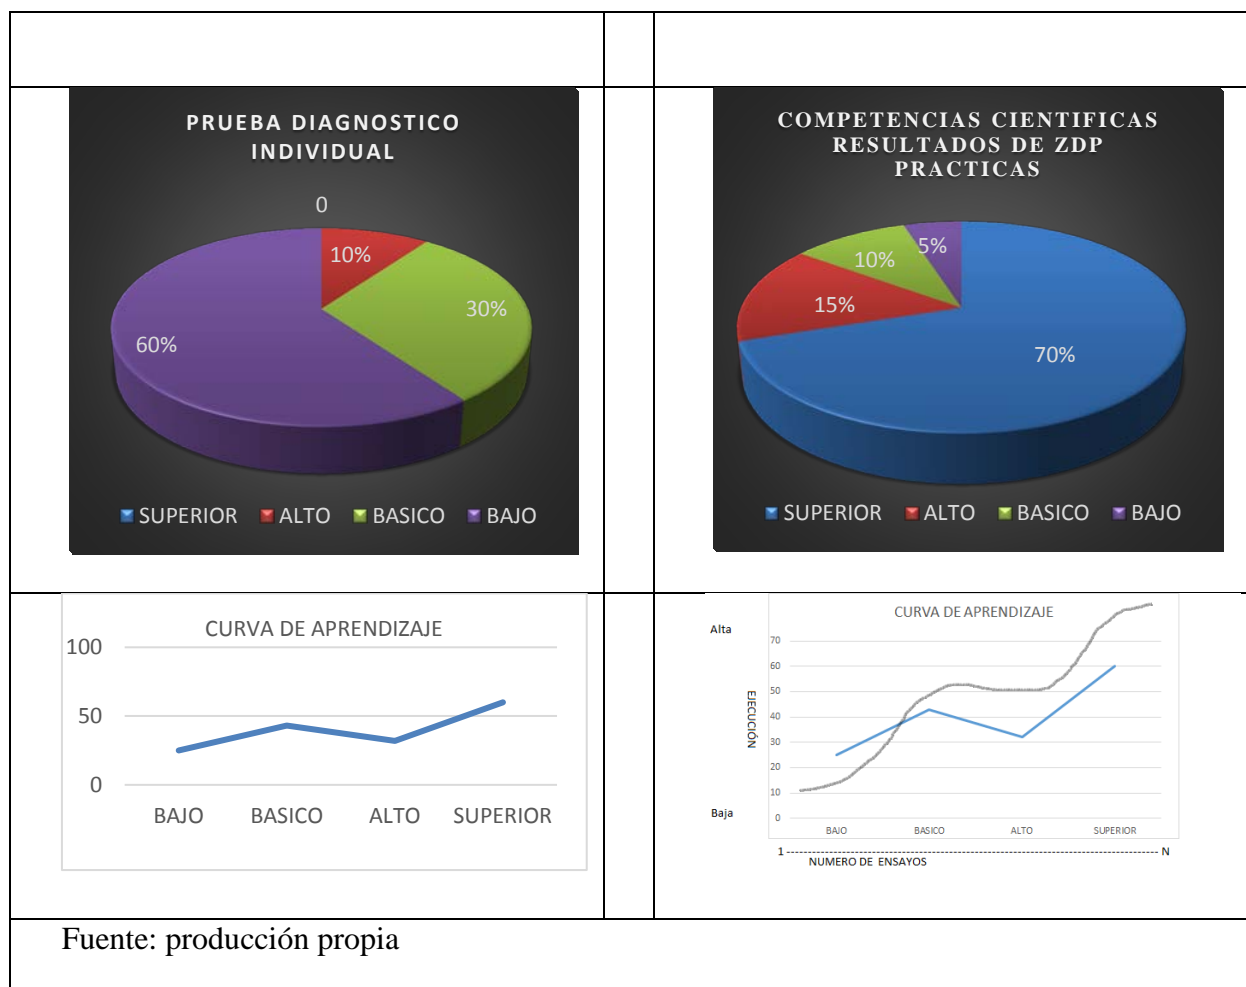 PRUEBA DIAGNOSTICO
INDIVIDUAL
0
10%
30%
60%
SUPERIOR ALTO BASICO BAJO
COMPETENCIAS CIENTIFICAS
RESULTADOS DE ZDP
PRACTICAS
5%
10%
15%
70%
SUPERIOR ALTO BASICO BAJO
CURVA DE APRENDIZAJE
100
50
0
BAJO BASICO ALTO SUPERIOR
CURVA DE APRENDIZAJE
Alta
70
60
50
40
30
20
10
0
EJECUCIÓN
Baja
BAJO BASICO ALTO SUPERIOR
1 N
NUMERO DE ENSAYOS
Fuente: producción propia